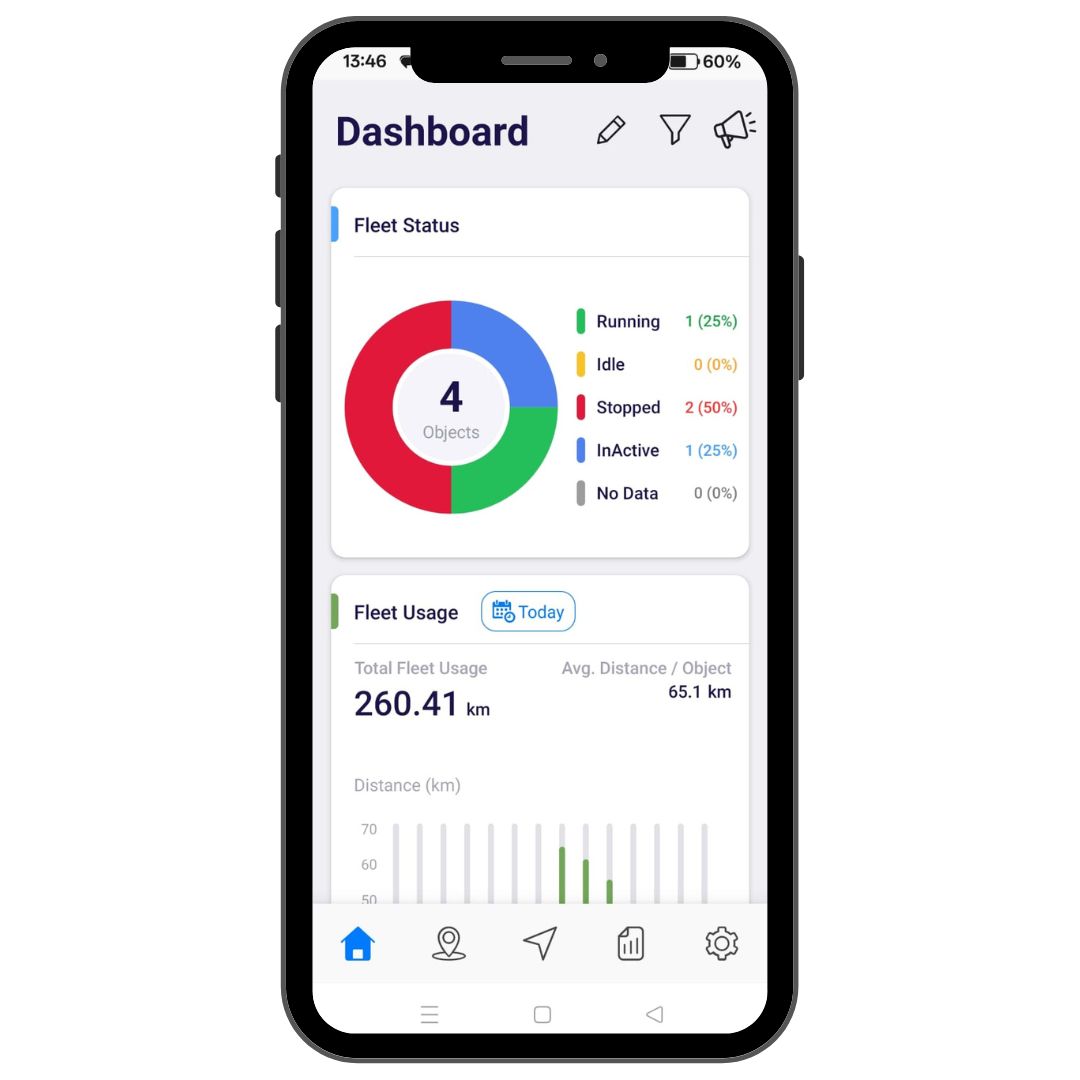 13:46 60%
Dashboard
Fleet Status
4
Objects
Running 1 (25%)
Idle 0 (0%)
Stopped 2 (50%)
InActive 1 (25%)
No Data 0 (0%)
Fleet Usage Today
Total Fleet Usage Avg. Distance / Object
260.41 km 65.1 km
Distance (km)
70
60
50